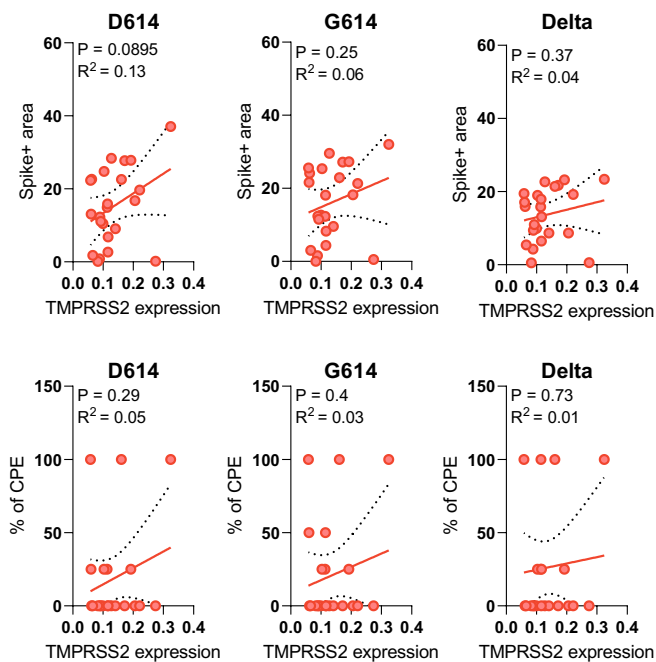 D614
P = 0.0895
R² = 0.13
Spike+ area
60
40
20
0
0.0 0.1 0.2 0.3 0.4
TMPRSS2 expression
G614
P = 0.25
R² = 0.06
Spike+ area
60
40
20
0
0.0 0.1 0.2 0.3 0.4
TMPRSS2 expression
Delta
P = 0.37
R² = 0.04
Spike+ area
60
40
20
0
0.0 0.1 0.2 0.3 0.4
TMPRSS2 expression
D614
P = 0.29
R² = 0.05
% of CPE
150
100
50
0
0.0 0.1 0.2 0.3 0.4
TMPRSS2 expression
G614
P = 0.4
R² = 0.03
% of CPE
150
100
50
0
0.0 0.1 0.2 0.3 0.4
TMPRSS2 expression
Delta
P = 0.73
R² = 0.01
% of CPE
150
100
50
0
0.0 0.1 0.2 0.3 0.4
TMPRSS2 expression